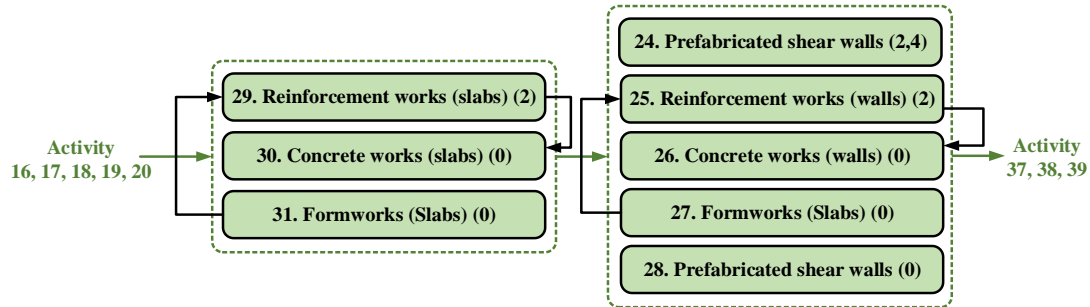 Activity
16, 17, 18, 19, 20
29. Reinforcement works (slabs) (2)
30. Concrete works (slabs) (0)
31. Formworks (Slabs) (0)
24. Prefabricated shear walls (2,4)
25. Reinforcement works (walls) (2)
26. Concrete works (walls) (0)
27. Formworks (Slabs) (0)
28. Prefabricated shear walls (0)
Activity
37, 38, 39